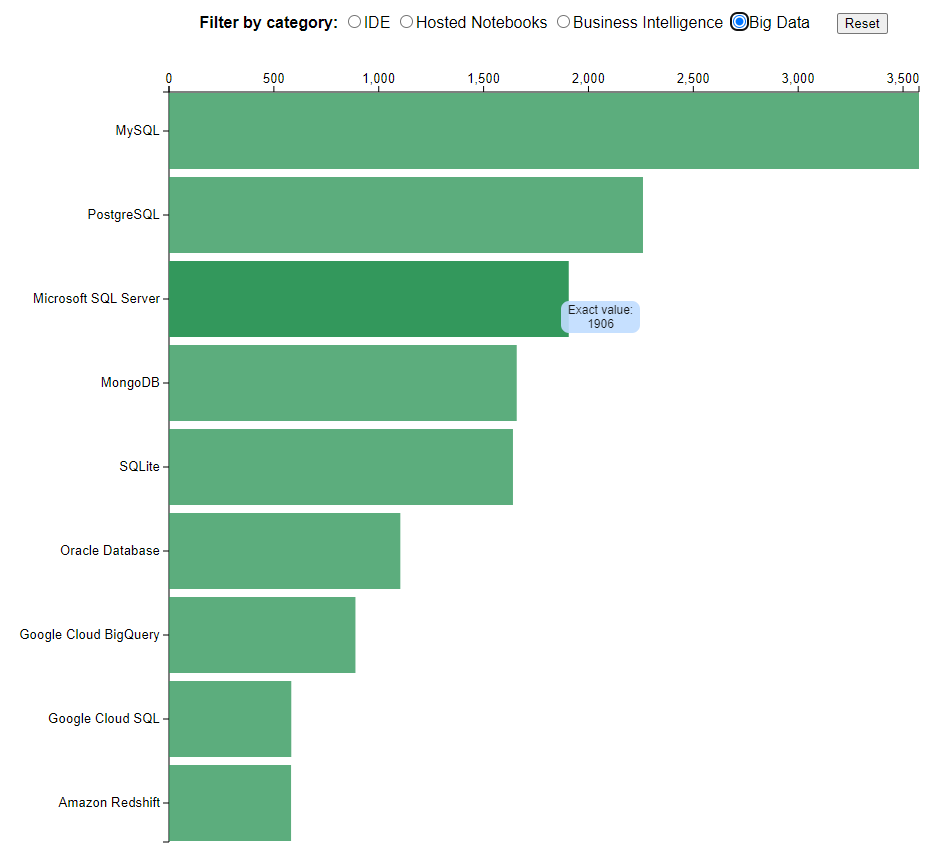 Filter by category: IDE Hosted Notebooks Business Intelligence Big Data Reset
0 500 1,000 1,500 2,000 2,500 3,000 3,500
MySQL
PostgreSQL
Microsoft SQL Server
Exact value:
1906
MongoDB
SQLite
Oracle Database
Google Cloud BigQuery
Google Cloud SQL
Amazon Redshift